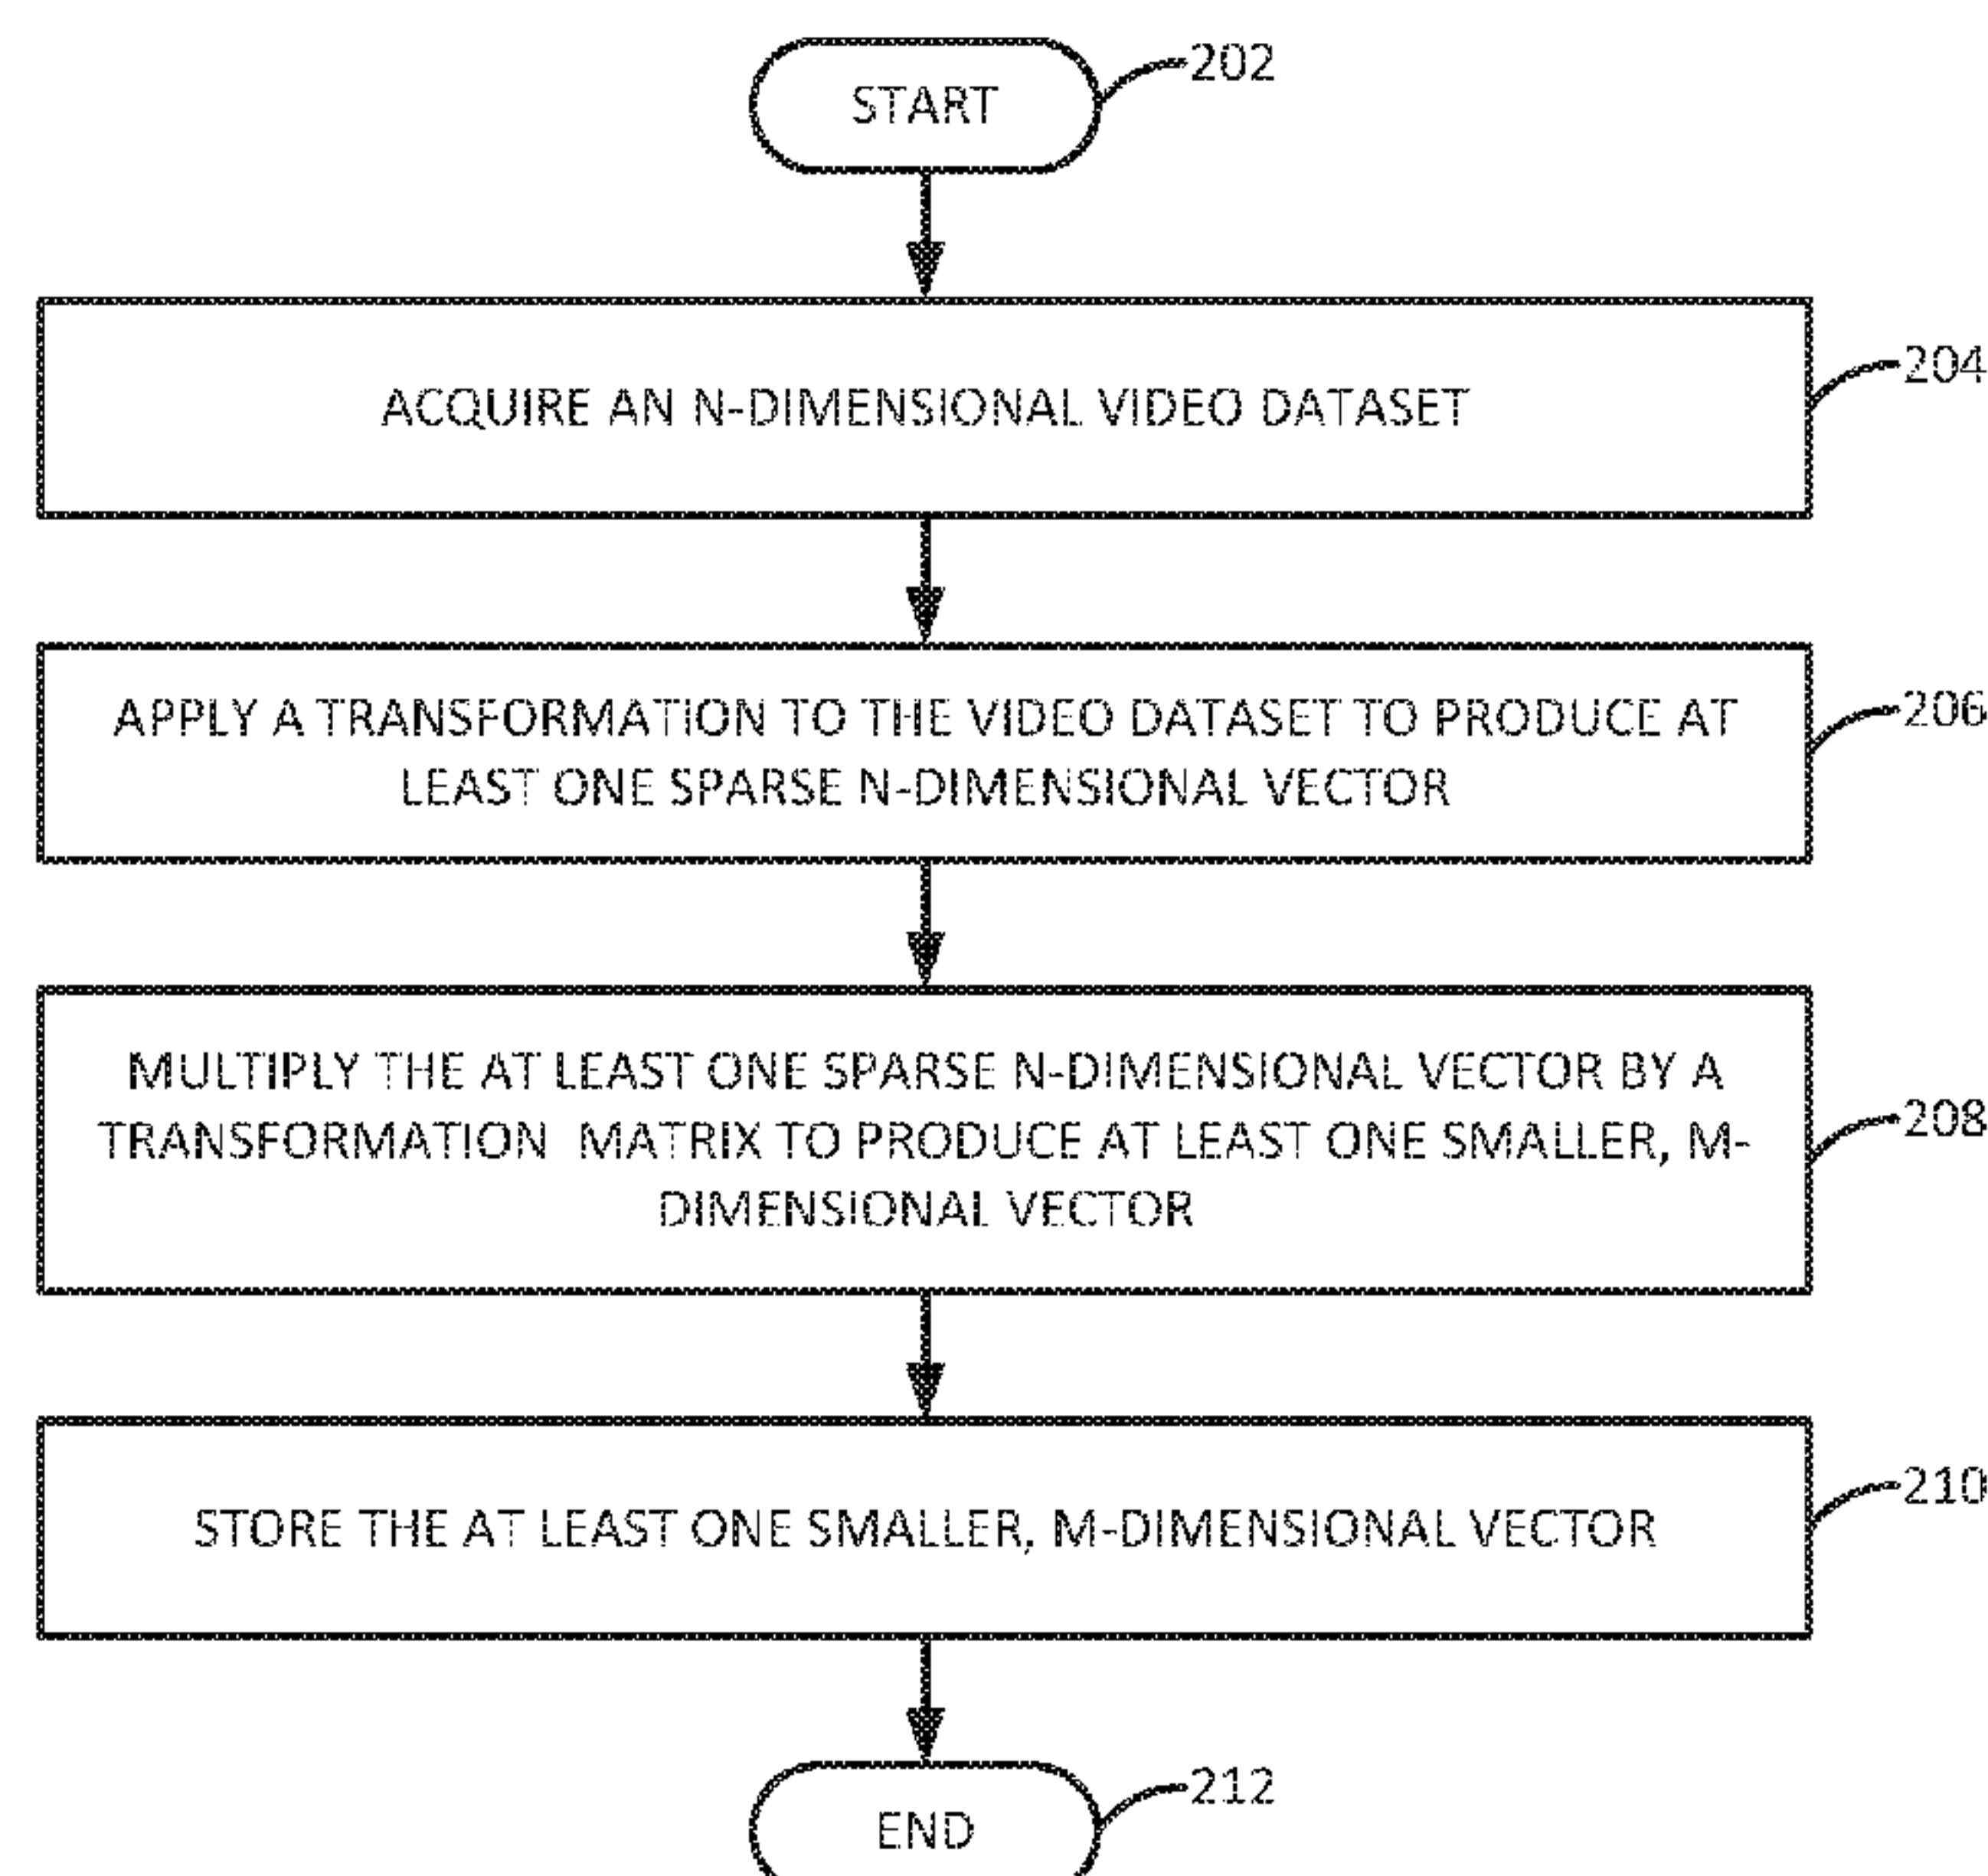 START
202
ACQUIRE AN N-DIMENSIONAL VIDEO DATASET
204
APPLY A TRANSFORMATION TO THE VIDEO DATASET TO PRODUCE AT
LEAST ONE SPARSE N-DIMENSIONAL VECTOR
206
MULTIPLY THE AT LEAST ONE SPARSE N-DIMENSIONAL VECTOR BY A
TRANSFORMATION MATRIX TO PRODUCE AT LEAST ONE SMALLER, M-
DIMENSIONAL VECTOR
208
STORE THE AT LEAST ONE SMALLER, M-DIMENSIONAL VECTOR
210
END
212